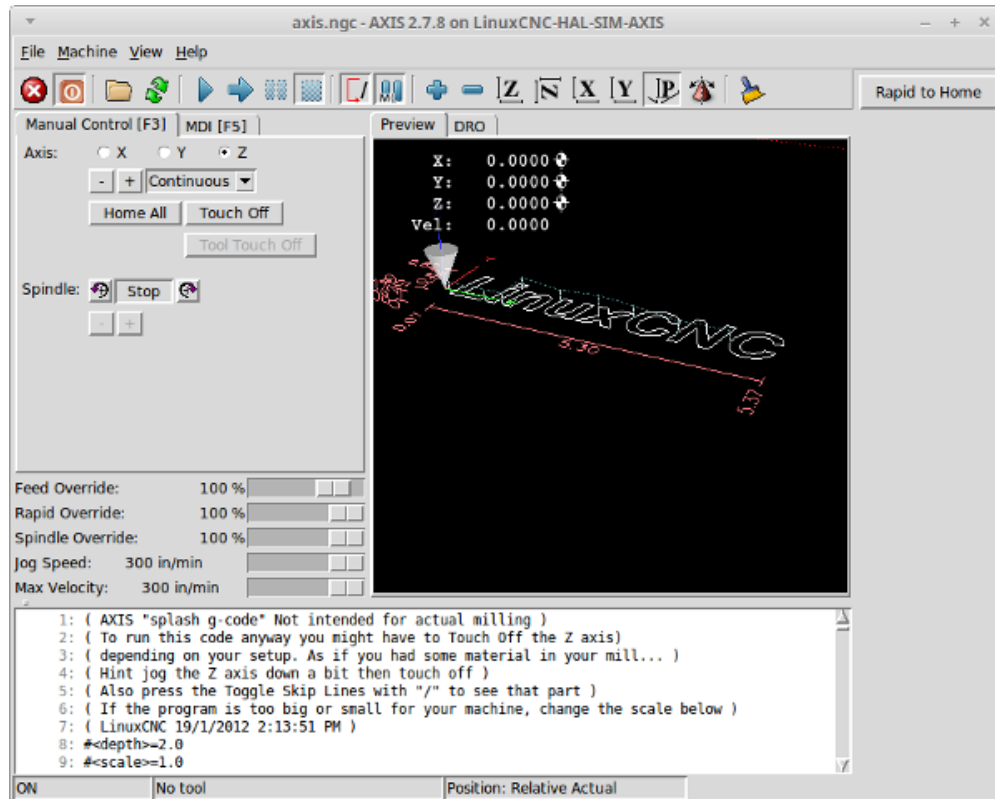 axis.ngc - AXIS 2.7.8 on LinuxCNC-HAL-SIM-AXIS
File Machine View Help
Z N X Y P
Rapid to Home
Manual Control [F3] MDI [F5]
Axis: X Y Z
- + Continuous
Home All Touch Off
Tool Touch Off
Spindle: Stop
- +
Feed Override: 100 %
Rapid Override: 100 %
Spindle Override: 100 %
Jog Speed: 300 in/min
Max Velocity: 300 in/min
Preview DRO
X: 0.0000
Y: 0.0000
Z: 0.0000
Vel: 0.0000
LinuxCNC
0.01
5.37
1: ( AXIS "splash g-code" Not intended for actual milling )
2: ( To run this code anyway you might have to Touch Off the Z axis)
3: ( depending on your setup. As if you had some material in your mill... )
4: ( Hint jog the Z axis down a bit then touch off )
5: ( Also press the Toggle Skip Lines with "/" to see that part )
6: ( If the program is too big or small for your machine, change the scale below )
7: ( LinuxCNC 19/1/2012 2:13:51 PM )
8: #<depth>=2.0
9: #<scale>=1.0
ON No tool Position: Relative Actual